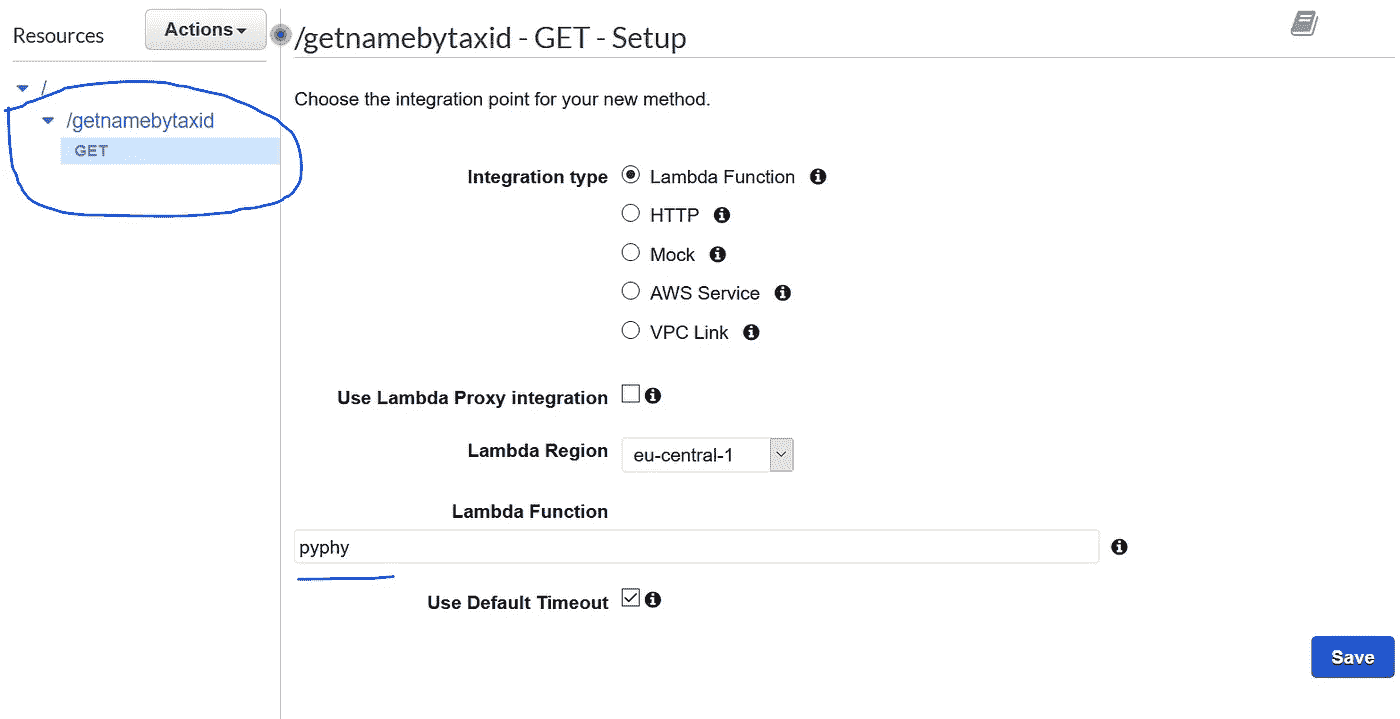 Resources
Actions
/getnamebytaxid - GET - Setup
/
/getnamebytaxid
GET
Choose the integration point for your new method.
Integration type
Lambda Function
HTTP
Mock
AWS Service
VPC Link
Use Lambda Proxy integration
Lambda Region
eu-central-1
Lambda Function
pyphy
Use Default Timeout
Save